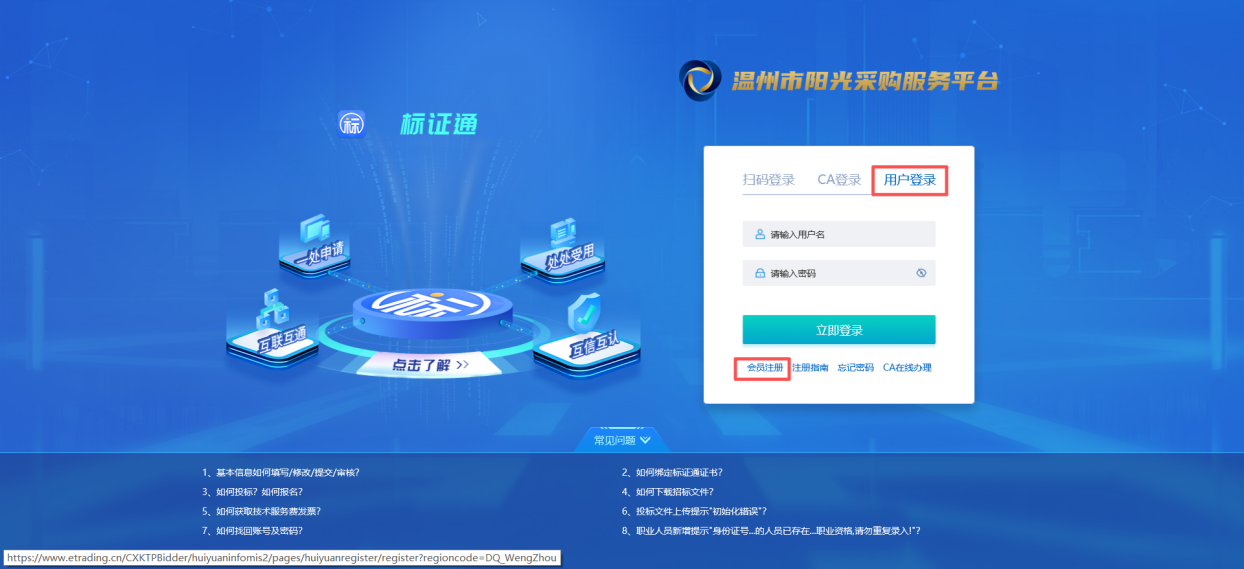 温州市阳光采购服务平台
标
标证通
扫码登录 CA登录 用户登录
请输入用户名
请输入密码
立即登录
会员注册 注册指南 忘记密码 CA在线办理
一处申请
处处受用
互联互通
互信互认
标
点击了解 >>
常见问题
1、基本信息如何填写/修改/提交/审核?
2、如何绑定标证通证书?
3、如何投标? 如何报名?
4、如何下载招标文件?
5、如何获取技术服务费发票?
6、投标文件上传提示"初始化错误"?
7、如何找回账号及密码?
8、职业人员新增提示"身份证号...的人员已存在...职业资格,请勿重复录入!"?
https://www.etrading.cn/CXKTPBidder/huiyuaninfomis2/pages/huiyuanregister/register?regioncode=DQ_WengZhou